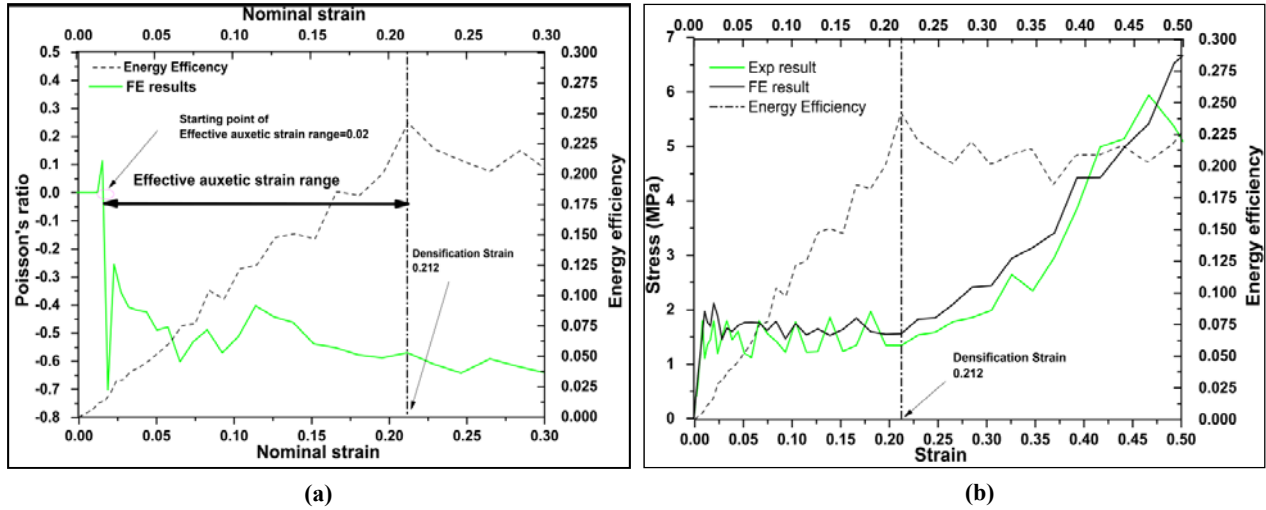 Nominal strain
0.00 0.05 0.10 0.15 0.20 0.25 0.30
0.5
0.4
0.3
0.2
0.1
0.0
-0.1
-0.2
-0.3
-0.4
-0.5
-0.6
-0.7
-0.8
Poisson's ratio
Energy Efficency
FE results
Starting point of
Effective auxetic strain range=0.02
Effective auxetic strain range
Densification Strain
0.212
0.300
0.275
0.250
0.225
0.200
0.175
0.150
0.125
0.100
0.075
0.050
0.025
0.000
Energy efficiency
0.00 0.05 0.10 0.15 0.20 0.25 0.30
Nominal strain
(a)
0.00 0.05 0.10 0.15 0.20 0.25 0.30 0.35 0.40 0.45 0.50
7
6
5
4
3
2
1
0
Stress (MPa)
Exp result
FE result
Energy Efficiency
Densification Strain
0.212
0.300
0.275
0.250
0.225
0.200
0.175
0.150
0.125
0.100
0.075
0.050
0.025
0.000
Energy efficiency
0.00 0.05 0.10 0.15 0.20 0.25 0.30 0.35 0.40 0.45 0.50
Strain
(b)